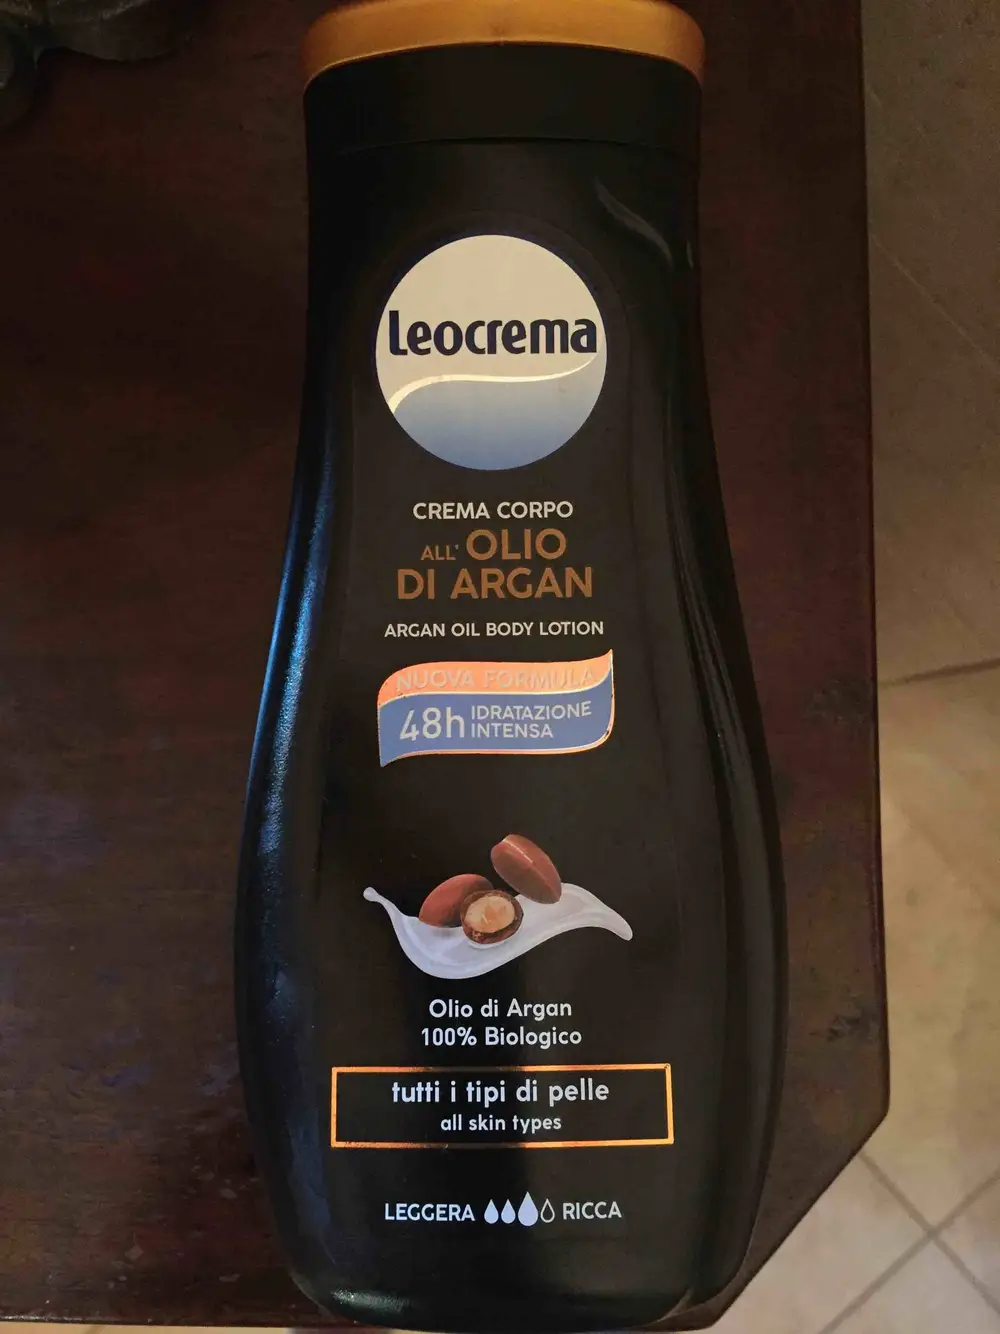 Leocrema
CREMA CORPO
ALL' OLIO
DI ARGAN
ARGAN OIL BODY LOTION
NUOVA FORMULA
48h IDRATAZIONE
INTENSA
Olio di Argan
100% Biologico
tutti i tipi di pelle
all skin types
LEGGERA RICCA